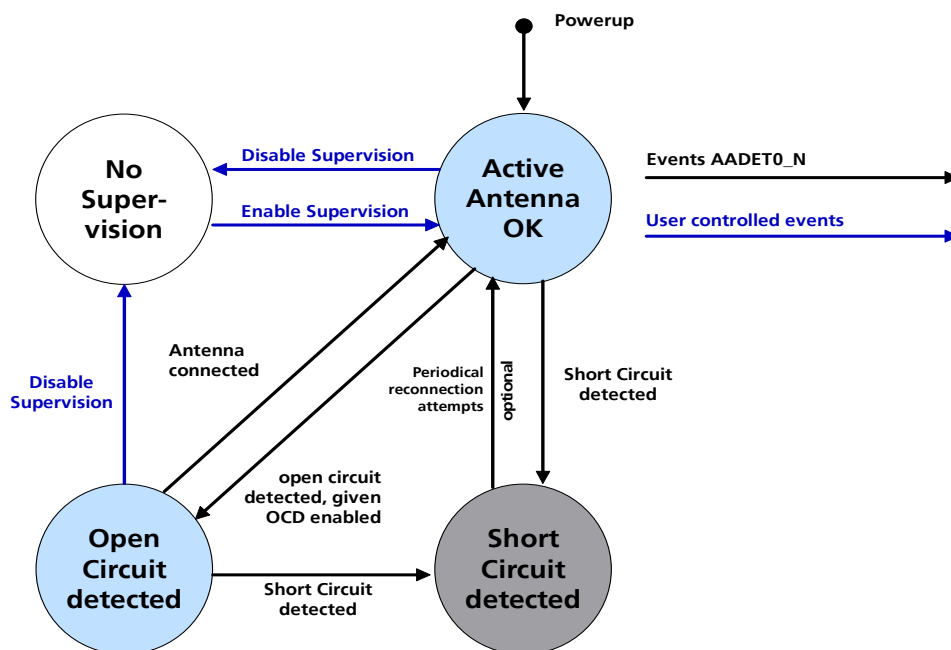 Powerup
No
Super-
vision
Disable Supervision
Enable Supervision
Active
Antenna
OK
Events AADET0_N
User controlled events
Antenna
connected
Disable
Supervision
Periodical
reconnection
attempts
optional
Short Circuit
detected
open circuit
detected, given
OCD enabled
Open
Circuit
detected
Short Circuit
detected
Short
Circuit
detected